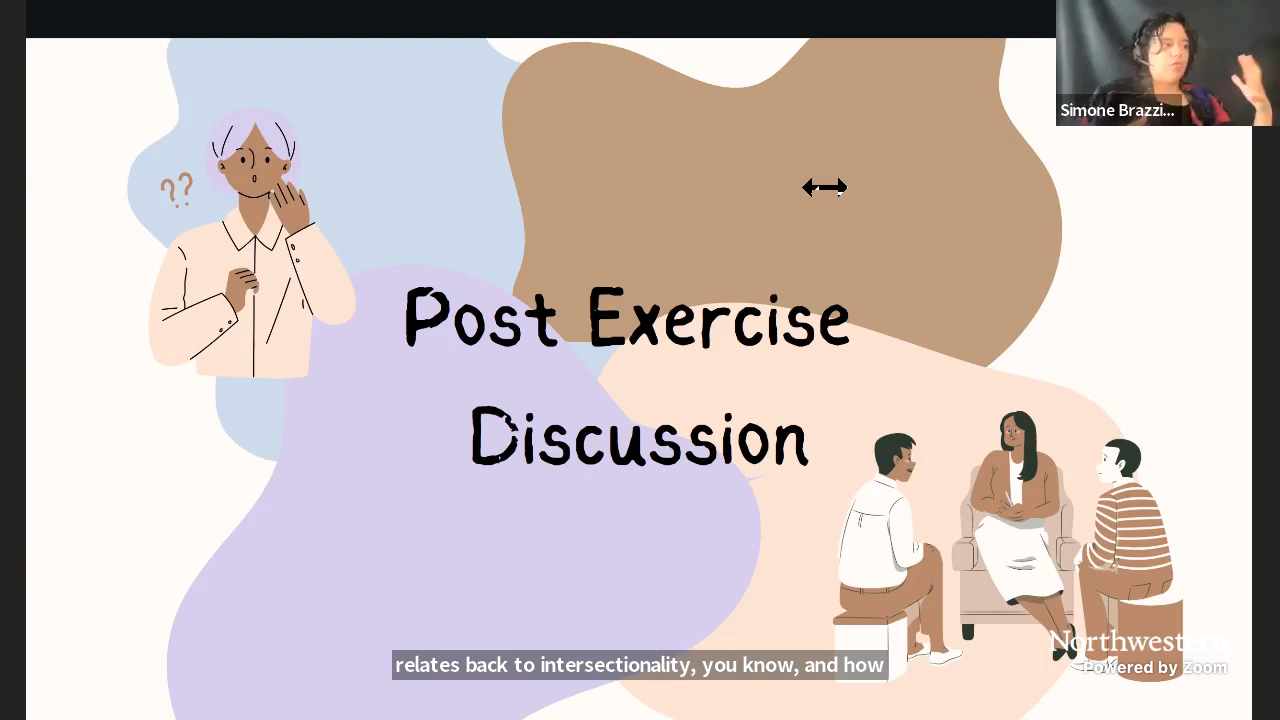 Simone Brazzi...
??
Post Exercise
Discussion
relates back to intersectionality, you know, and how
Northwestern
Powered by Zoom